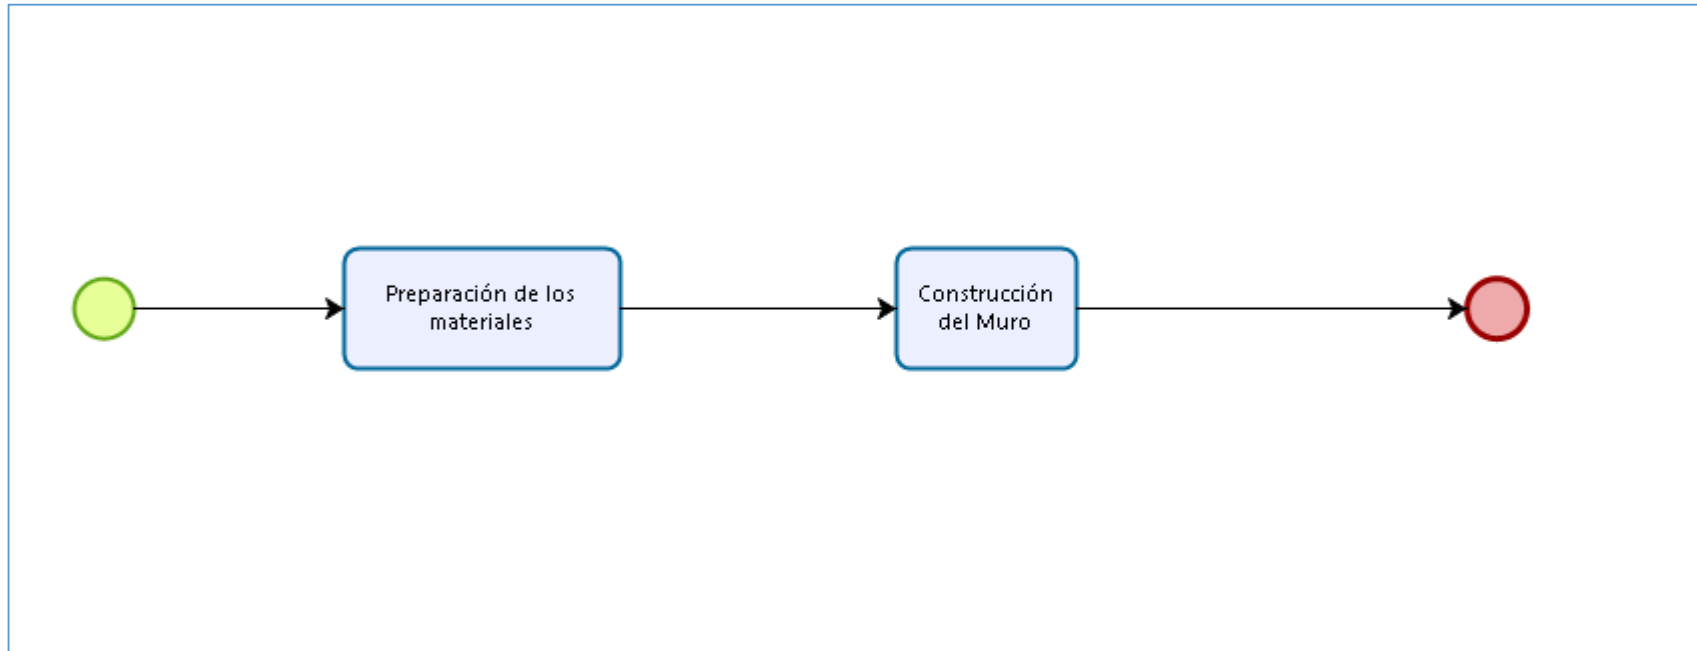 Preparación de los
materiales
Construcción
del Muro